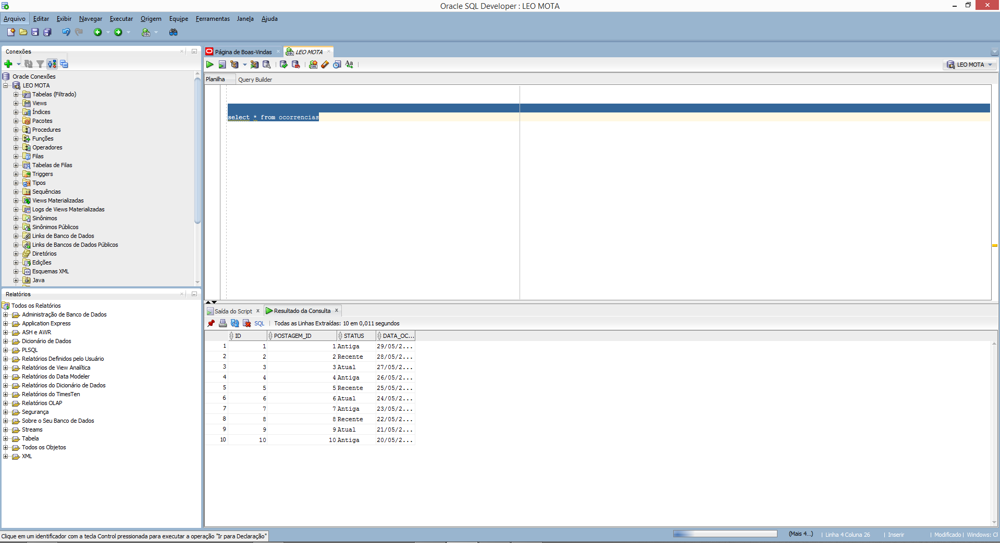 Oracle SQL Developer : LEO MOTA
Arquivo Editar Exibir Navegar Executar Origem Equipe Ferramentas Janela Ajuda
Conexões
Oracle Conexões
LEO MOTA
Tabelas (Filtrado)
Views
Índices
Pacotes
Procedures
Funções
Operadores
Filas
Tabelas de Filas
Triggers
Tipos
Sequências
Views Materializadas
Logs de Views Materializadas
Sinônimos
Sinônimos Públicos
Links de Banco de Dados
Links de Bancos de Dados Públicos
Diretórios
Edições
Esquemas XML
Java
Relatórios
Todos os Relatórios
Administração de Banco de Dados
Application Express
ASH e AWR
Dicionário de Dados
PLSQL
Relatórios Definidos pelo Usuário
Relatórios de View Analítica
Relatórios do Data Modeler
Relatórios do Dicionário de Dados
Relatórios do TimesTen
Relatórios OLAP
Segurança
Sobre o Seu Banco de Dados
Streams
Tabela
Todos os Objetos
XML
Página de Boas-Vindas LEO MOTA
LEO MOTA
Planilha Query Builder
select * from ocorrencias
Saída do Script Resultado da Consulta
SQL Todas as Linhas Extraídas: 10 em 0,011 segundos
ID POSTAGEM_ID STATUS DATA_OC...
1 1 1 Antiga 29/05/2...
2 2 2 Recente 28/05/2...
3 3 3 Atual 27/05/2...
4 4 4 Antiga 26/05/2...
5 5 5 Recente 25/05/2...
6 6 6 Atual 24/05/2...
7 7 7 Antiga 23/05/2...
8 8 8 Recente 22/05/2...
9 9 9 Atual 21/05/2...
10 10 10 Antiga 20/05/2...
Clique em um identificador com a tecla Control pressionada para executar a operação "Ir para Declaração"
(Mais 4...) | Linha 4 Coluna 26 | Inserir | Modificado | Windows: CF